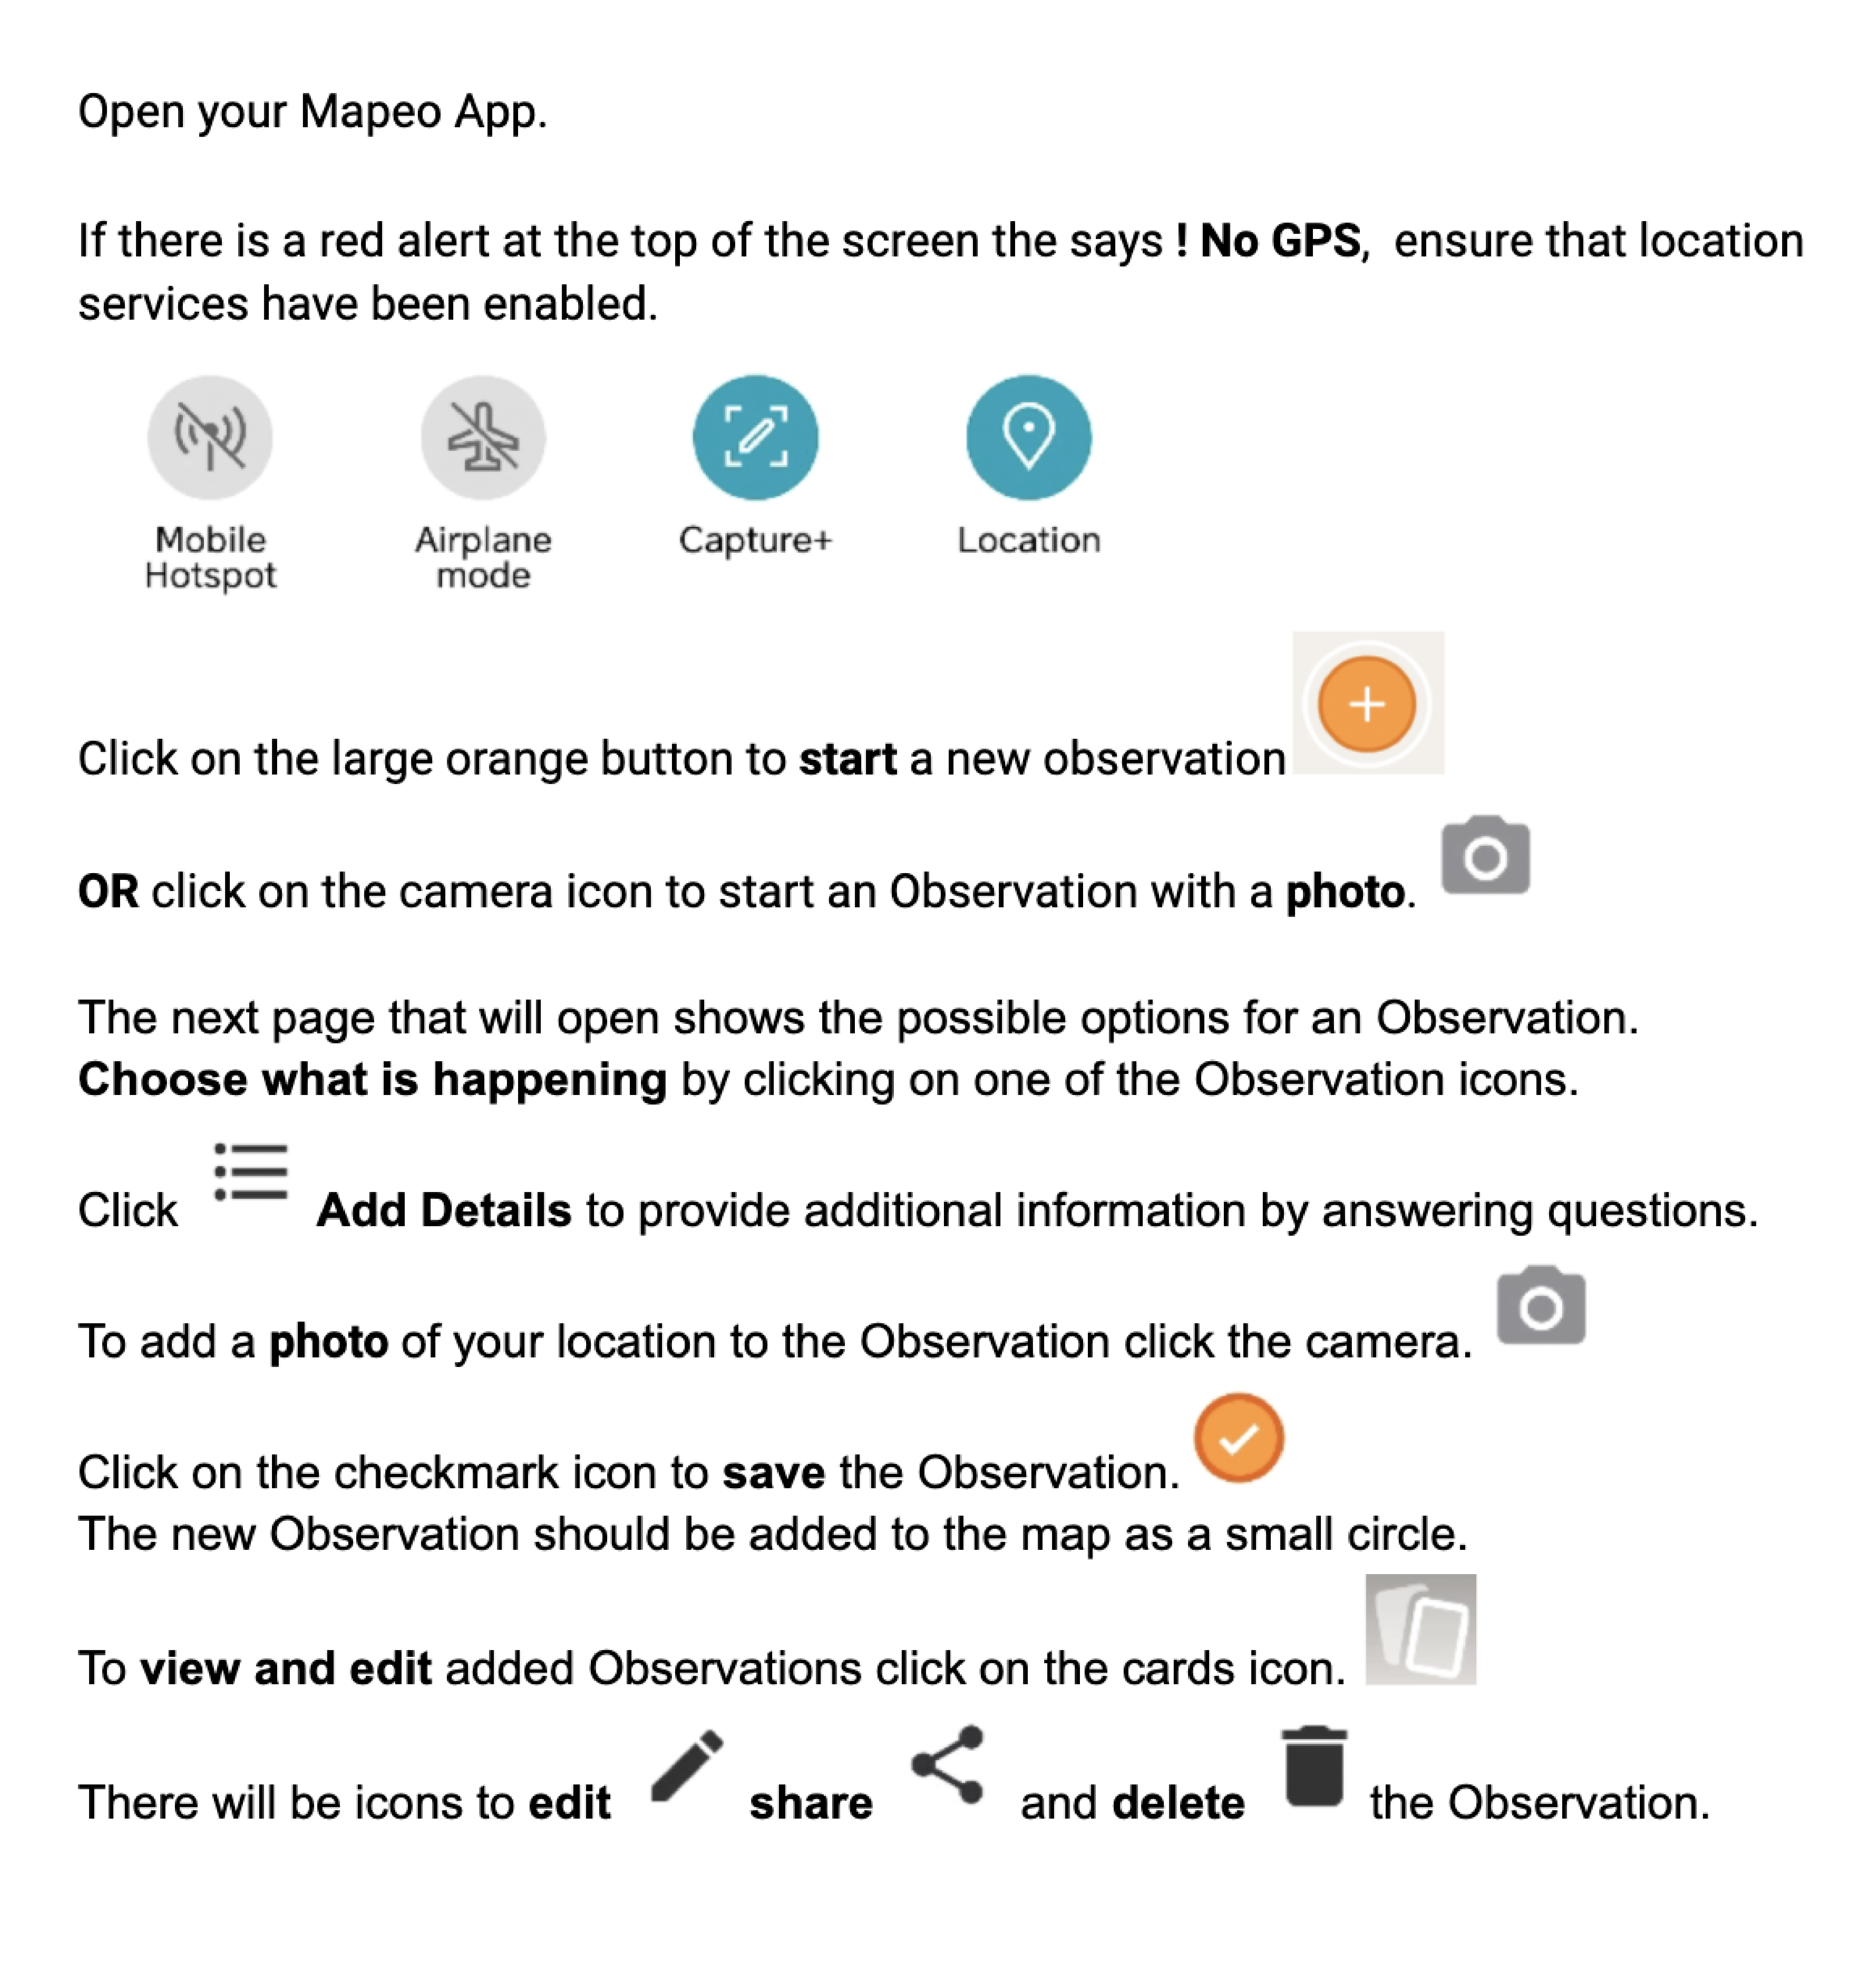 Open your Mapeo App.
If there is a red alert at the top of the screen the says ! No GPS,  ensure that location
services have been enabled.
Mobile Hotspot
Airplane mode
Capture+
Location
Click on the large orange button to start a new observation
OR click on the camera icon to start an Observation with a photo.
The next page that will open shows the possible options for an Observation.
Choose what is happening by clicking on one of the Observation icons.
Click Add Details to provide additional information by answering questions.
To add a photo of your location to the Observation click the camera.
Click on the checkmark icon to save the Observation.
The new Observation should be added to the map as a small circle.
To view and edit added Observations click on the cards icon.
There will be icons to edit share and delete the Observation.